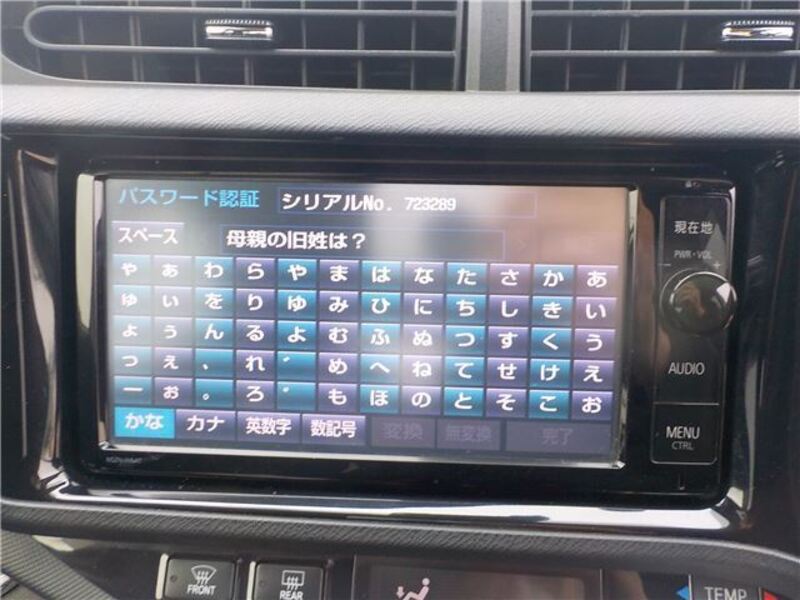 パスワード認証 シリアルNo. 723289
スペース 母親の旧姓は？
ゃ ぁ わ ら や ま は な た さ か あ
ゅ ぃ を り ゆ み ひ に ち し き い
ょ ぅ ん る よ む ふ ぬ つ す く う
っ ぇ 、 れ ゛ め へ ね て せ け え
ー ぉ 。 ろ ゜ も ほ の と そ こ お
かな カナ 英数字 数記号 変換 無変換 完了
現在地
PWR・VOL
AUDIO
MENU
CTRL
FRONT
REAR
TEMP